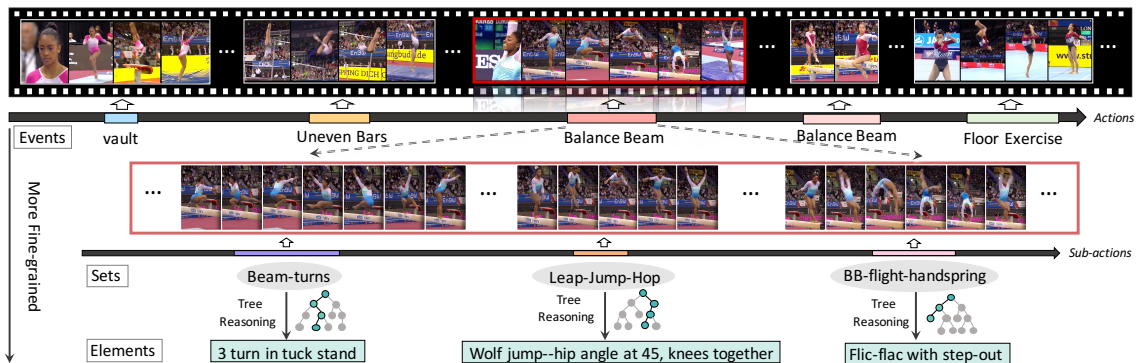 Events
vault
Uneven Bars
Balance Beam
Balance Beam
Floor Exercise
Actions
More Fine-grained
...
...
...
...
Sets
Beam-turns
Leap-Jump-Hop
BB-flight-handspring
Sub-actions
Tree
Reasoning
Tree
Reasoning
Tree
Reasoning
Elements
3 turn in tuck stand
Wolf jump--hip angle at 45, knees together
Flic-flac with step-out